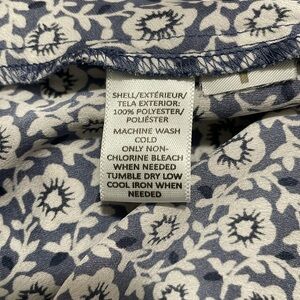 SHELL/EXTÉRIEUR/
TELA EXTERIOR:
100% POLYESTER/
POLIÉSTER
MACHINE WASH
COLD
ONLY NON-
CHLORINE BLEACH
WHEN NEEDED
TUMBLE DRY LOW
COOL IRON WHEN
NEEDED